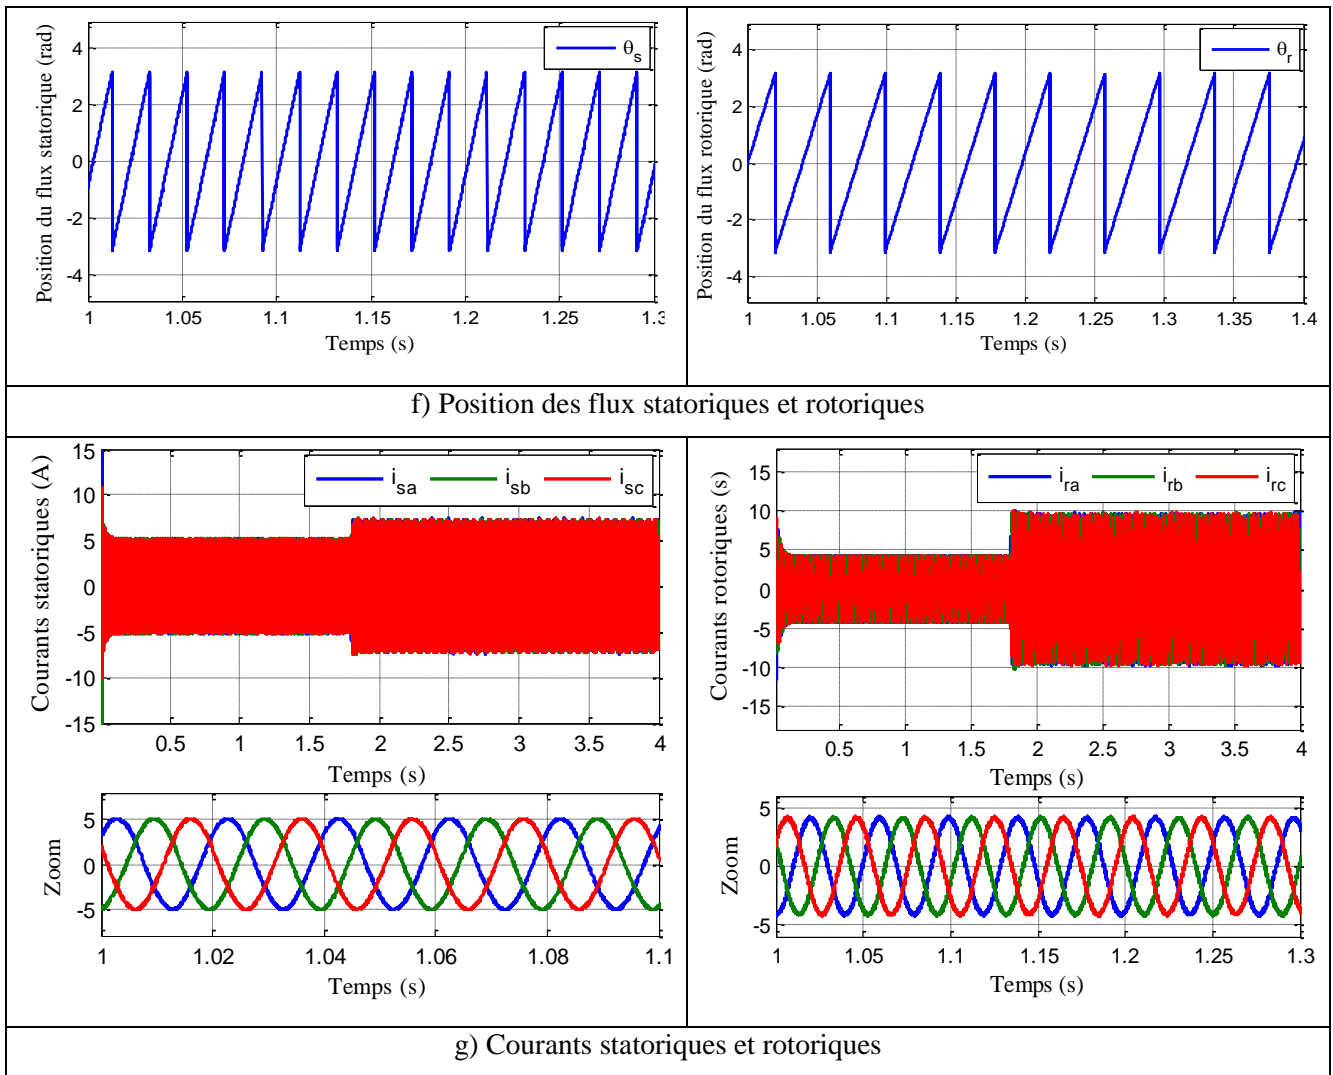 Position du flux statorique (rad)
4
2
0
-2
-4
θs
1 1.05 1.1 1.15 1.2 1.25 1.3
Temps (s)
Position du flux rotorique (rad)
4
2
0
-2
-4
θr
1 1.05 1.1 1.15 1.2 1.25 1.3 1.35 1.4
Temps (s)
f) Position des flux statoriques et rotoriques
Courants statoriques (A)
15
10
5
0
-5
-10
-15
isa isb isc
0.5 1 1.5 2 2.5 3 3.5 4
Temps (s)
Zoom
5
0
-5
1 1.02 1.04 1.06 1.08 1.1
Temps (s)
Courants rotoriques (s)
15
10
5
0
-5
-10
-15
ira irb irc
0.5 1 1.5 2 2.5 3 3.5 4
Temps (s)
Zoom
5
0
-5
1 1.05 1.1 1.15 1.2 1.25 1.3
Temps (s)
g) Courants statoriques et rotoriques